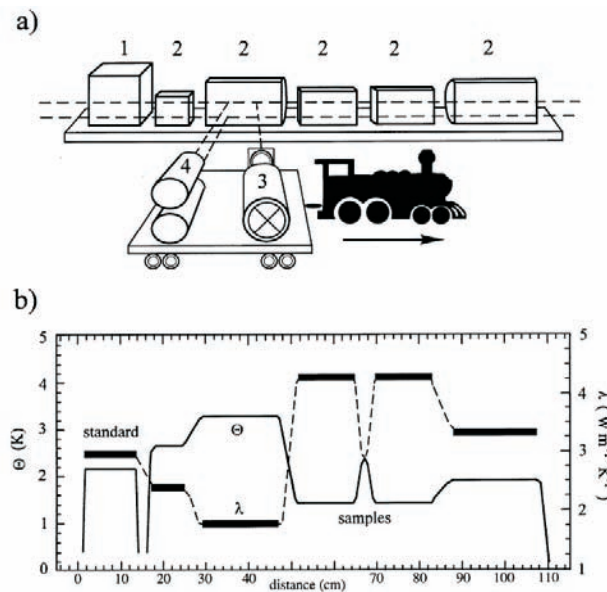 a)
1 2 2 2 2 2
4 3
b)
5 5
4 4
3 3
2 2
1
0 1
Θ (K)
λ (W m⁻¹ K⁻¹)
standard
Θ
λ
samples
0 10 20 30 40 50 60 70 80 90 100 110
distance (cm)